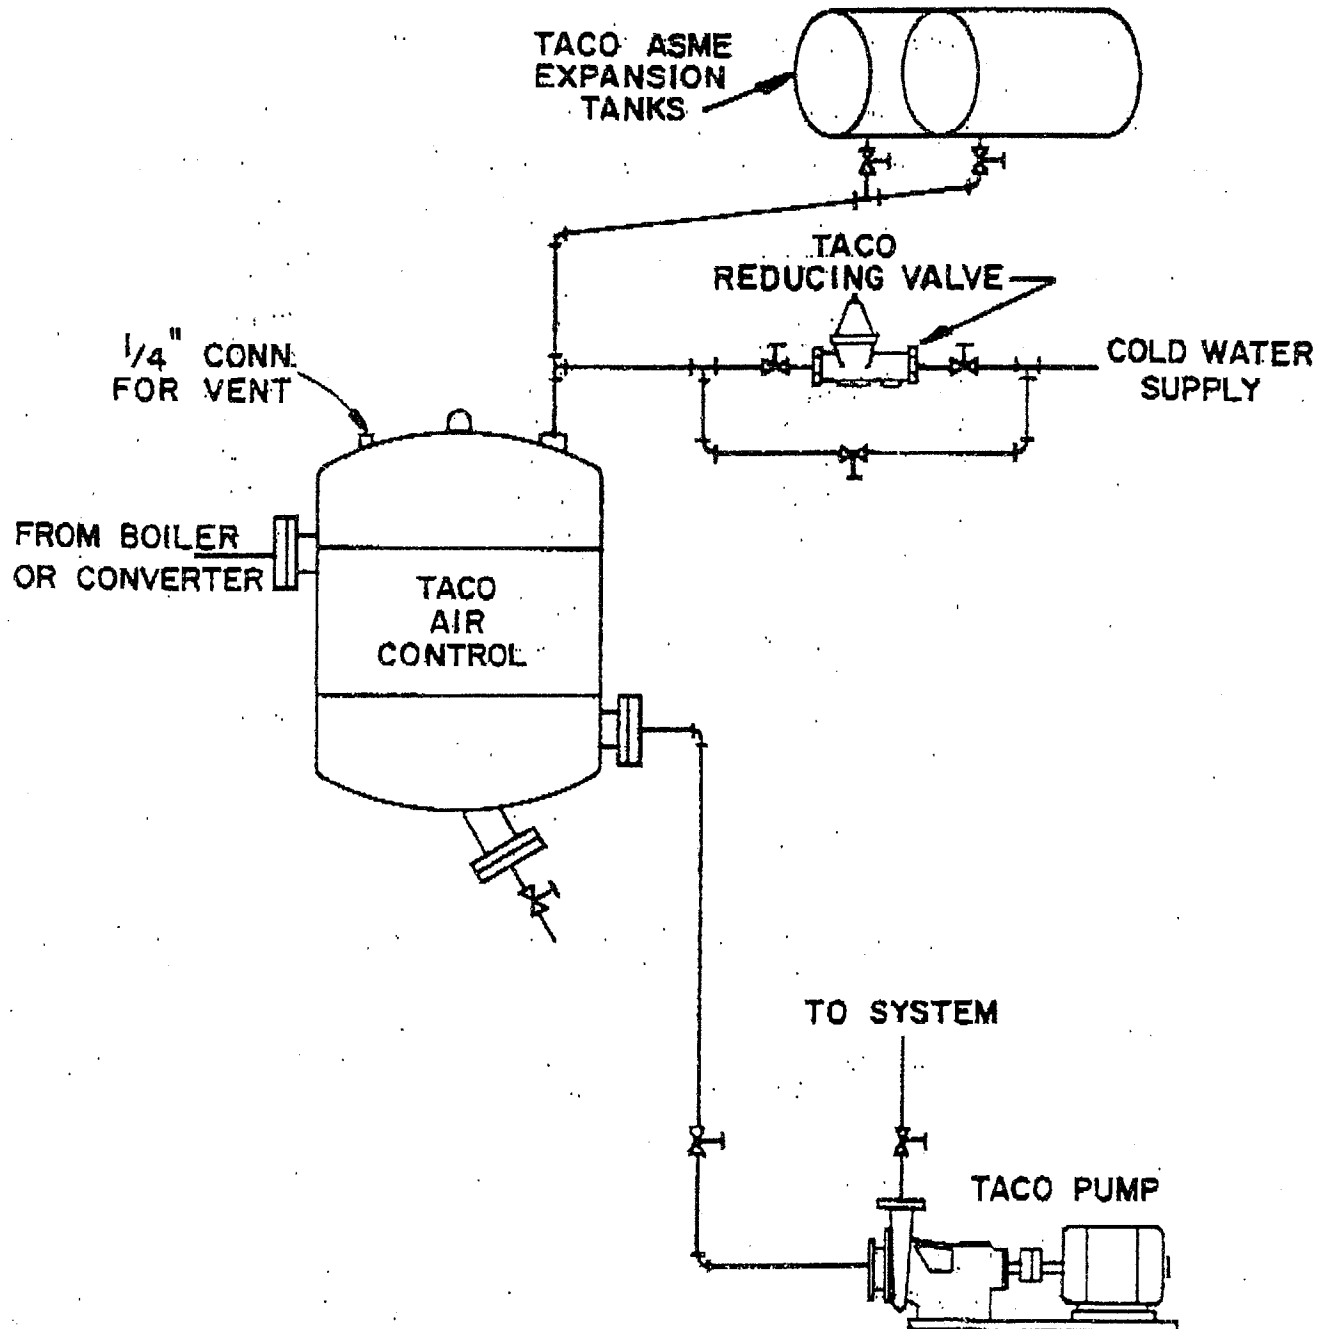 TACO ASME
EXPANSION
TANKS
TACO
REDUCING VALVE
1/4" CONN.
FOR VENT
COLD WATER
SUPPLY
FROM BOILER
OR CONVERTER
TACO
AIR
CONTROL
TO SYSTEM
TACO PUMP